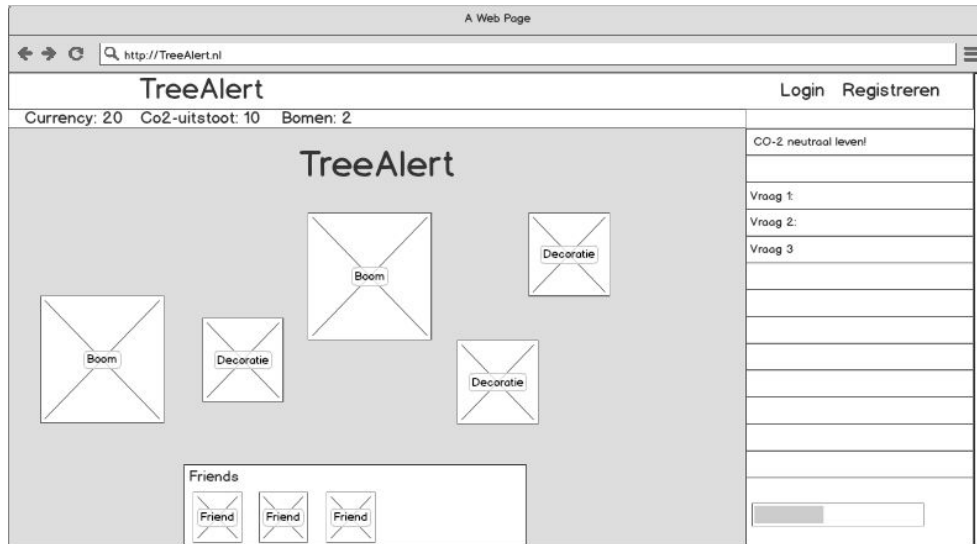 A Web Page
http://TreeAlert.nl
TreeAlert
Login Registreren
Currency: 20 Co2-uitstoot: 10 Bomen: 2
TreeAlert
Boom
Decoratie
Boom
Decoratie
Decoratie
Friends
Friend Friend Friend
CO-2 neutraal leven!
Vraag 1:
Vraag 2:
Vraag 3